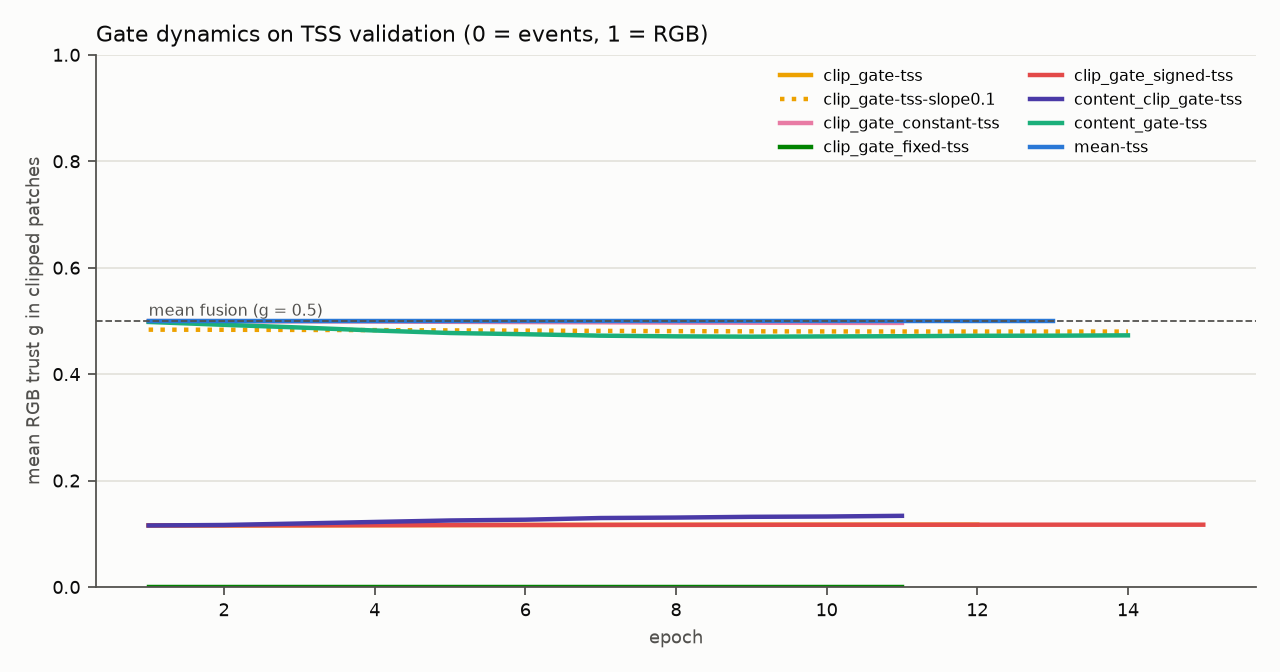 Gate dynamics on TSS validation (0 = events, 1 = RGB)
clip_gate-tss
clip_gate-tss-slope0.1
clip_gate_constant-tss
clip_gate_fixed-tss
clip_gate_signed-tss
content_clip_gate-tss
content_gate-tss
mean-tss
mean RGB trust g in clipped patches
1.0
0.8
0.6
0.4
0.2
0.0
mean fusion (g = 0.5)
2
4
6
8
10
12
14
epoch